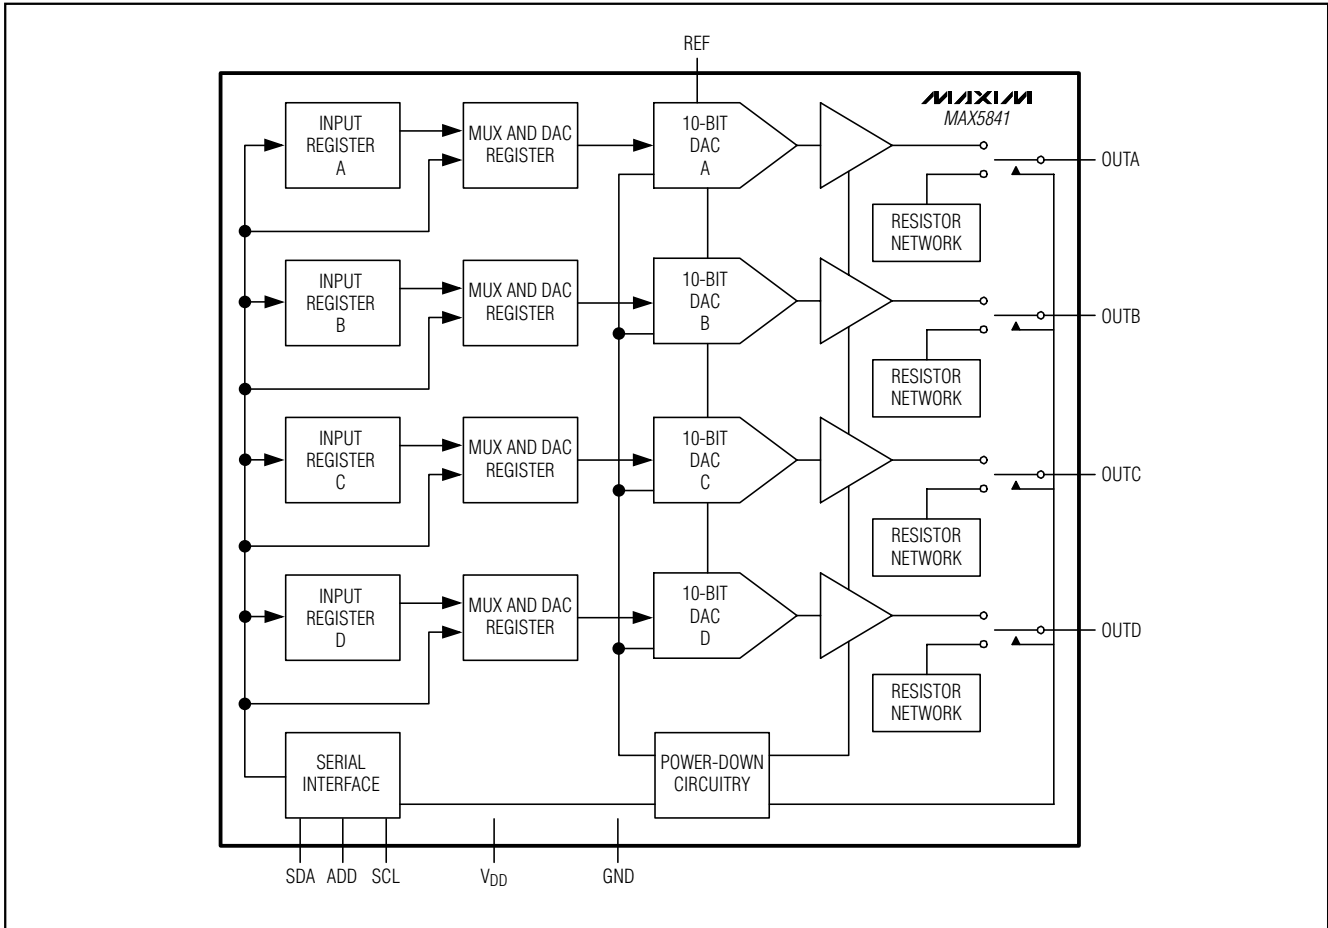 REF
MAXIM
MAX5841
INPUT
REGISTER
A
MUX AND DAC
REGISTER
10-BIT
DAC
A
OUTA
RESISTOR
NETWORK
INPUT
REGISTER
B
MUX AND DAC
REGISTER
10-BIT
DAC
B
OUTB
RESISTOR
NETWORK
INPUT
REGISTER
C
MUX AND DAC
REGISTER
10-BIT
DAC
C
OUTC
RESISTOR
NETWORK
INPUT
REGISTER
D
MUX AND DAC
REGISTER
10-BIT
DAC
D
OUTD
RESISTOR
NETWORK
SERIAL
INTERFACE
POWER-DOWN
CIRCUITRY
SDA ADD SCL VDD GND